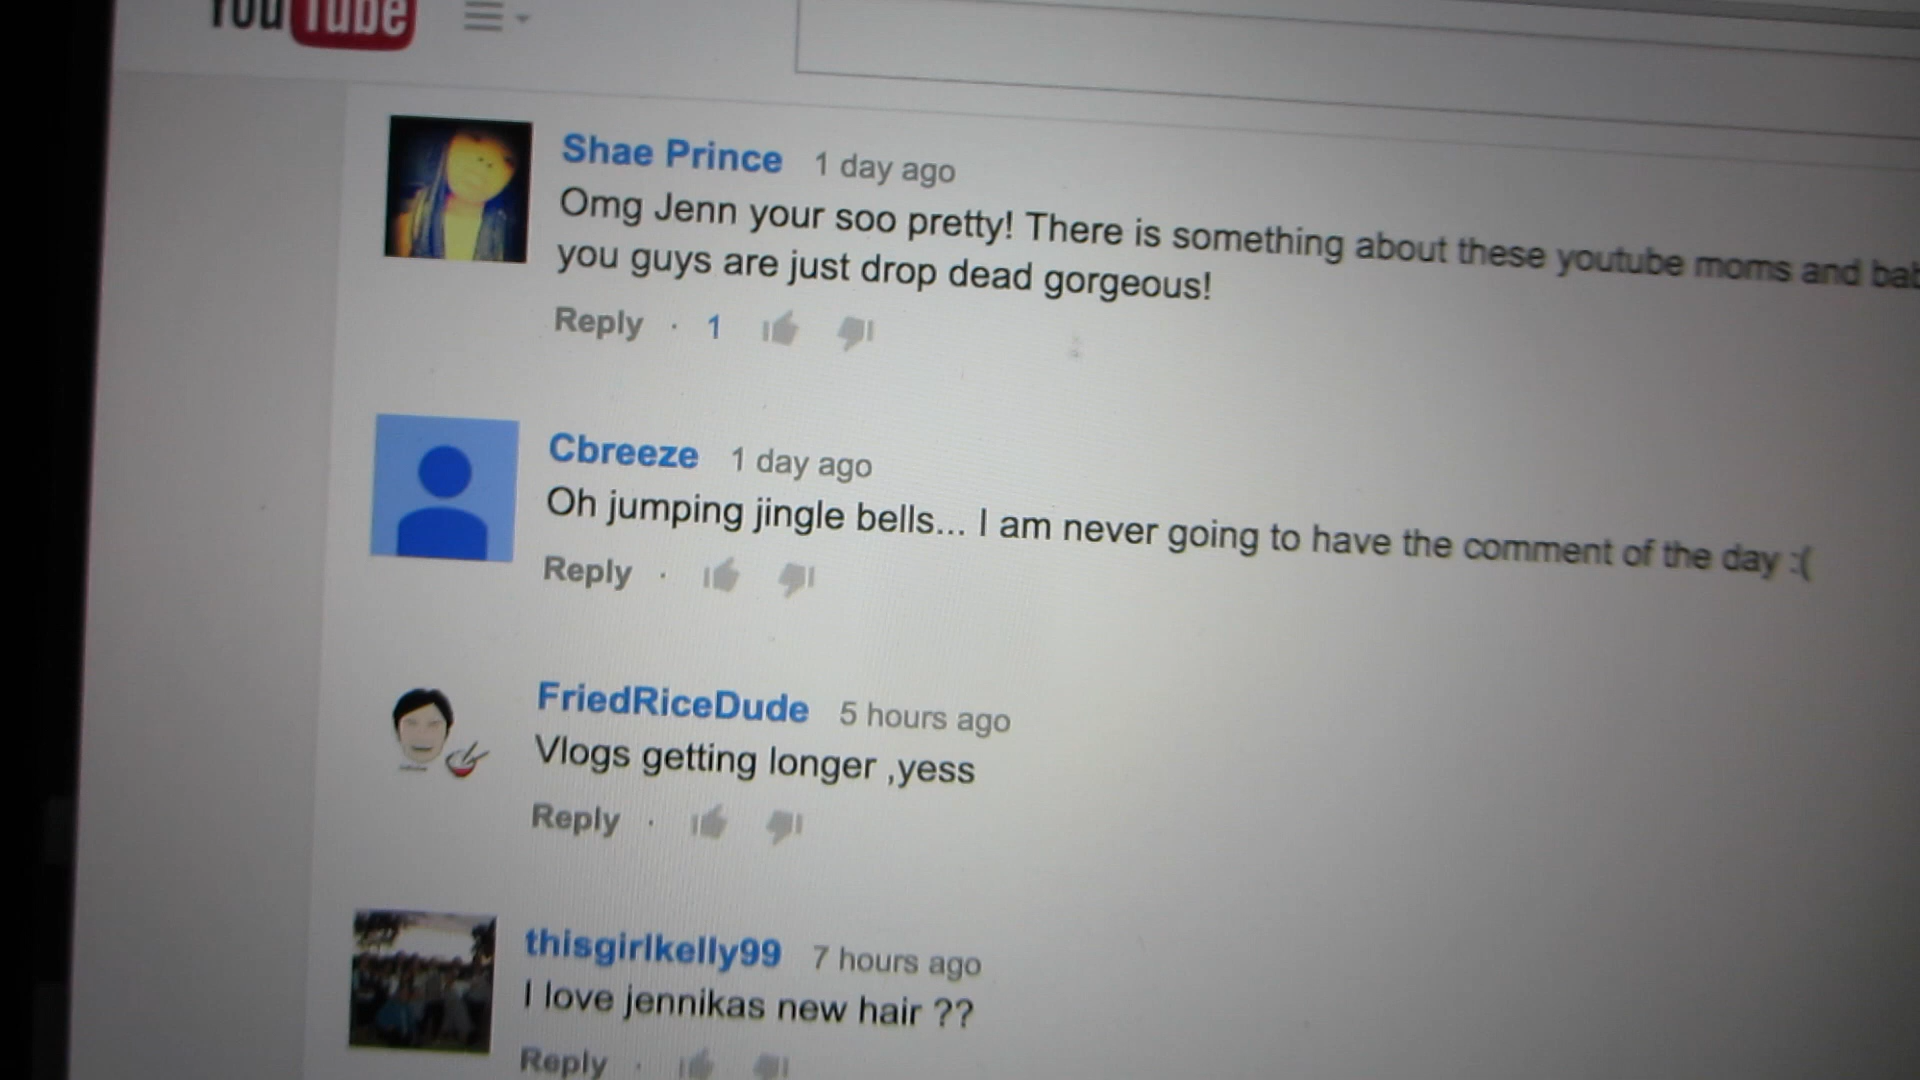 YouTube
Shae Prince 1 day ago
Omg Jenn your soo pretty! There is something about these youtube moms and
you guys are just drop dead gorgeous!
Reply · 1
Cbreeze 1 day ago
Oh jumping jingle bells... I am never going to have the comment of the day :(
Reply ·
FriedRiceDude 5 hours ago
Vlogs getting longer ,yess
Reply ·
thisgirlkelly99 7 hours ago
I love jennikas new hair ??
Reply ·